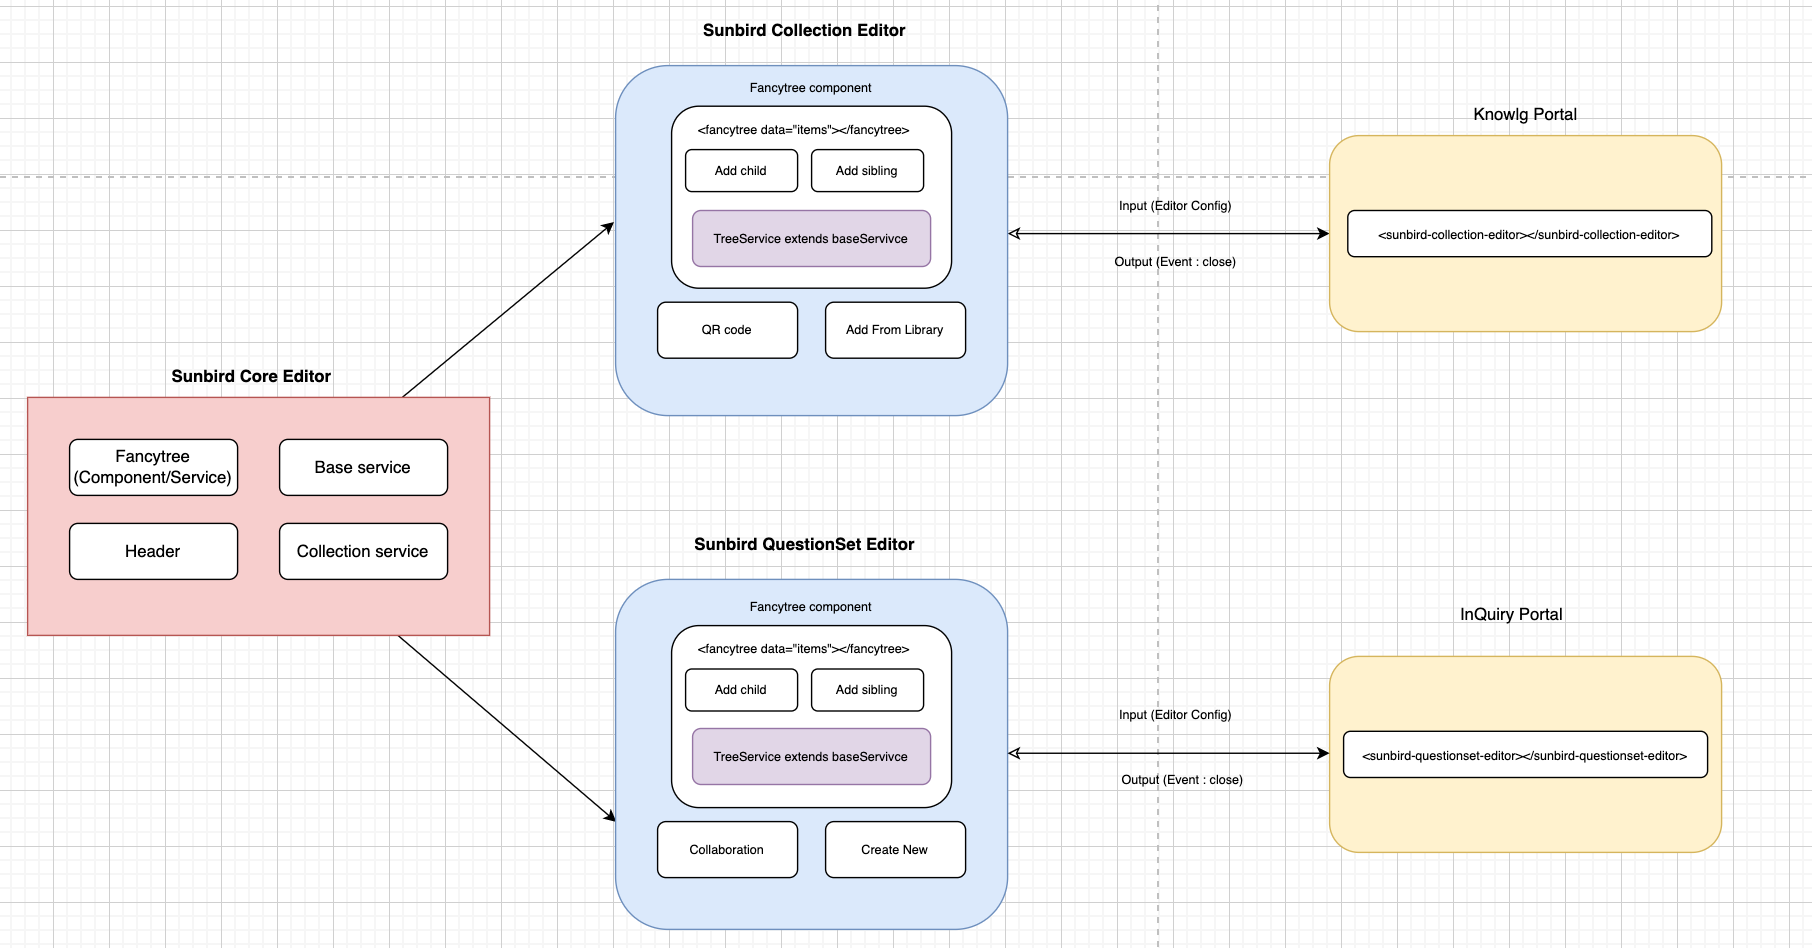 Sunbird Collection Editor
Fancytree component
<fancytree data="items"></fancytree>
Add child
Add sibling
TreeService extends baseServivce
QR code
Add From Library
Input (Editor Config)
Output (Event : close)
Knowlg Portal
<sunbird-collection-editor></sunbird-collection-editor>
Sunbird Core Editor
Fancytree
(Component/Service)
Base service
Header
Collection service
Sunbird QuestionSet Editor
Fancytree component
<fancytree data="items"></fancytree>
Add child
Add sibling
TreeService extends baseServivce
Collaboration
Create New
Input (Editor Config)
Output (Event : close)
InQuiry Portal
<sunbird-questionset-editor></sunbird-questionset-editor>